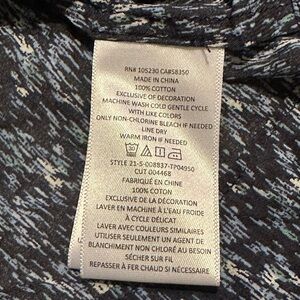 RN# 105230 CA#58350
MADE IN CHINA
100% COTTON
EXCLUSIVE OF DECORATION
MACHINE WASH COLD GENTLE CYCLE
WITH LIKE COLORS
ONLY NON-CHLORINE BLEACH IF NEEDED
LINE DRY
WARM IRON IF NEEDED
STYLE 21-5-008837-TP04950
CUT 004468
FABRIQUÉ EN CHINE
100% COTTON
EXCLUSIVE DE LA DÉCORATION
LAVER EN MACHINE À L'EAU FROIDE
À CYCLE DÉLICAT
LAVER AVEC COULEURS SIMILAIRES
UTILISER SEULEMENT UN AGENT DE
BLANCHIMENT NON CHLORÉ AU BESOIN
SÉCHER SUR FIL
REPASSER À FER CHAUD SI NÉCESSAIRE